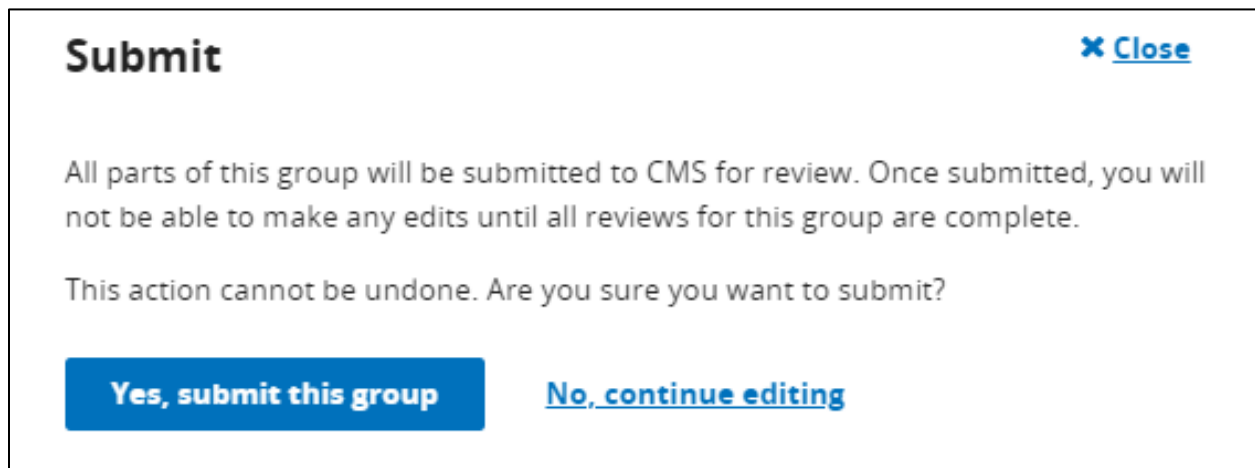 Submit
✖ Close
All parts of this group will be submitted to CMS for review. Once submitted, you will
not be able to make any edits until all reviews for this group are complete.
This action cannot be undone. Are you sure you want to submit?
Yes, submit this group
No, continue editing